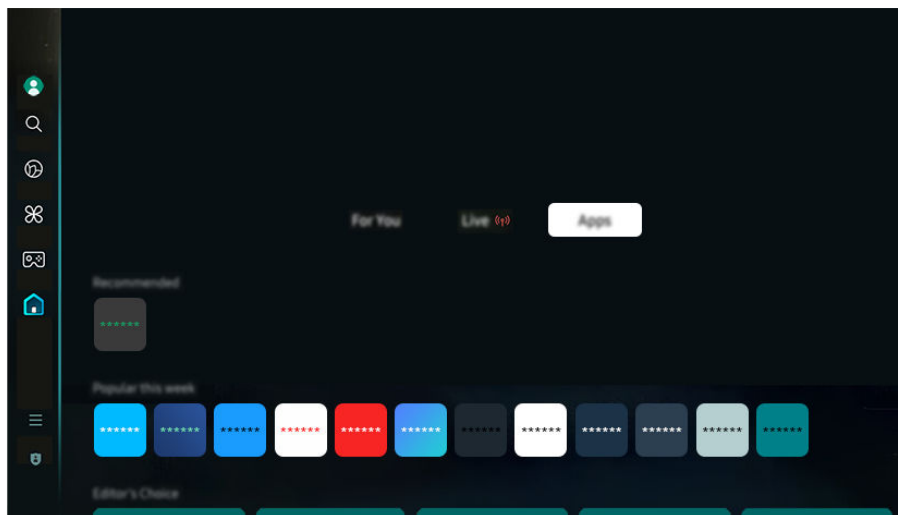 For You
Live
Apps
Recommended
******
Popular this week
****** ****** ****** ****** ****** ****** ****** ****** ****** ****** ****** ******
Editor's Choice